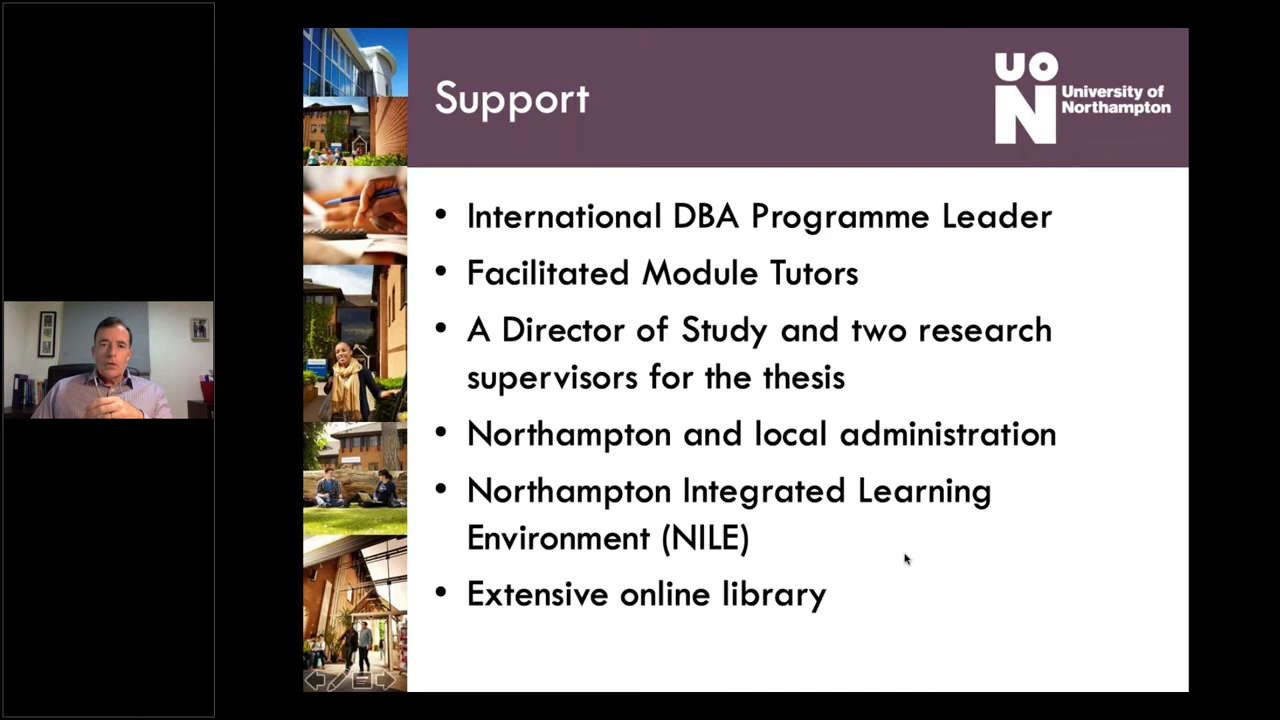 Support
UON
University of
Northampton
• International DBA Programme Leader
• Facilitated Module Tutors
• A Director of Study and two research
supervisors for the thesis
• Northampton and local administration
• Northampton Integrated Learning
Environment (NILE)
• Extensive online library